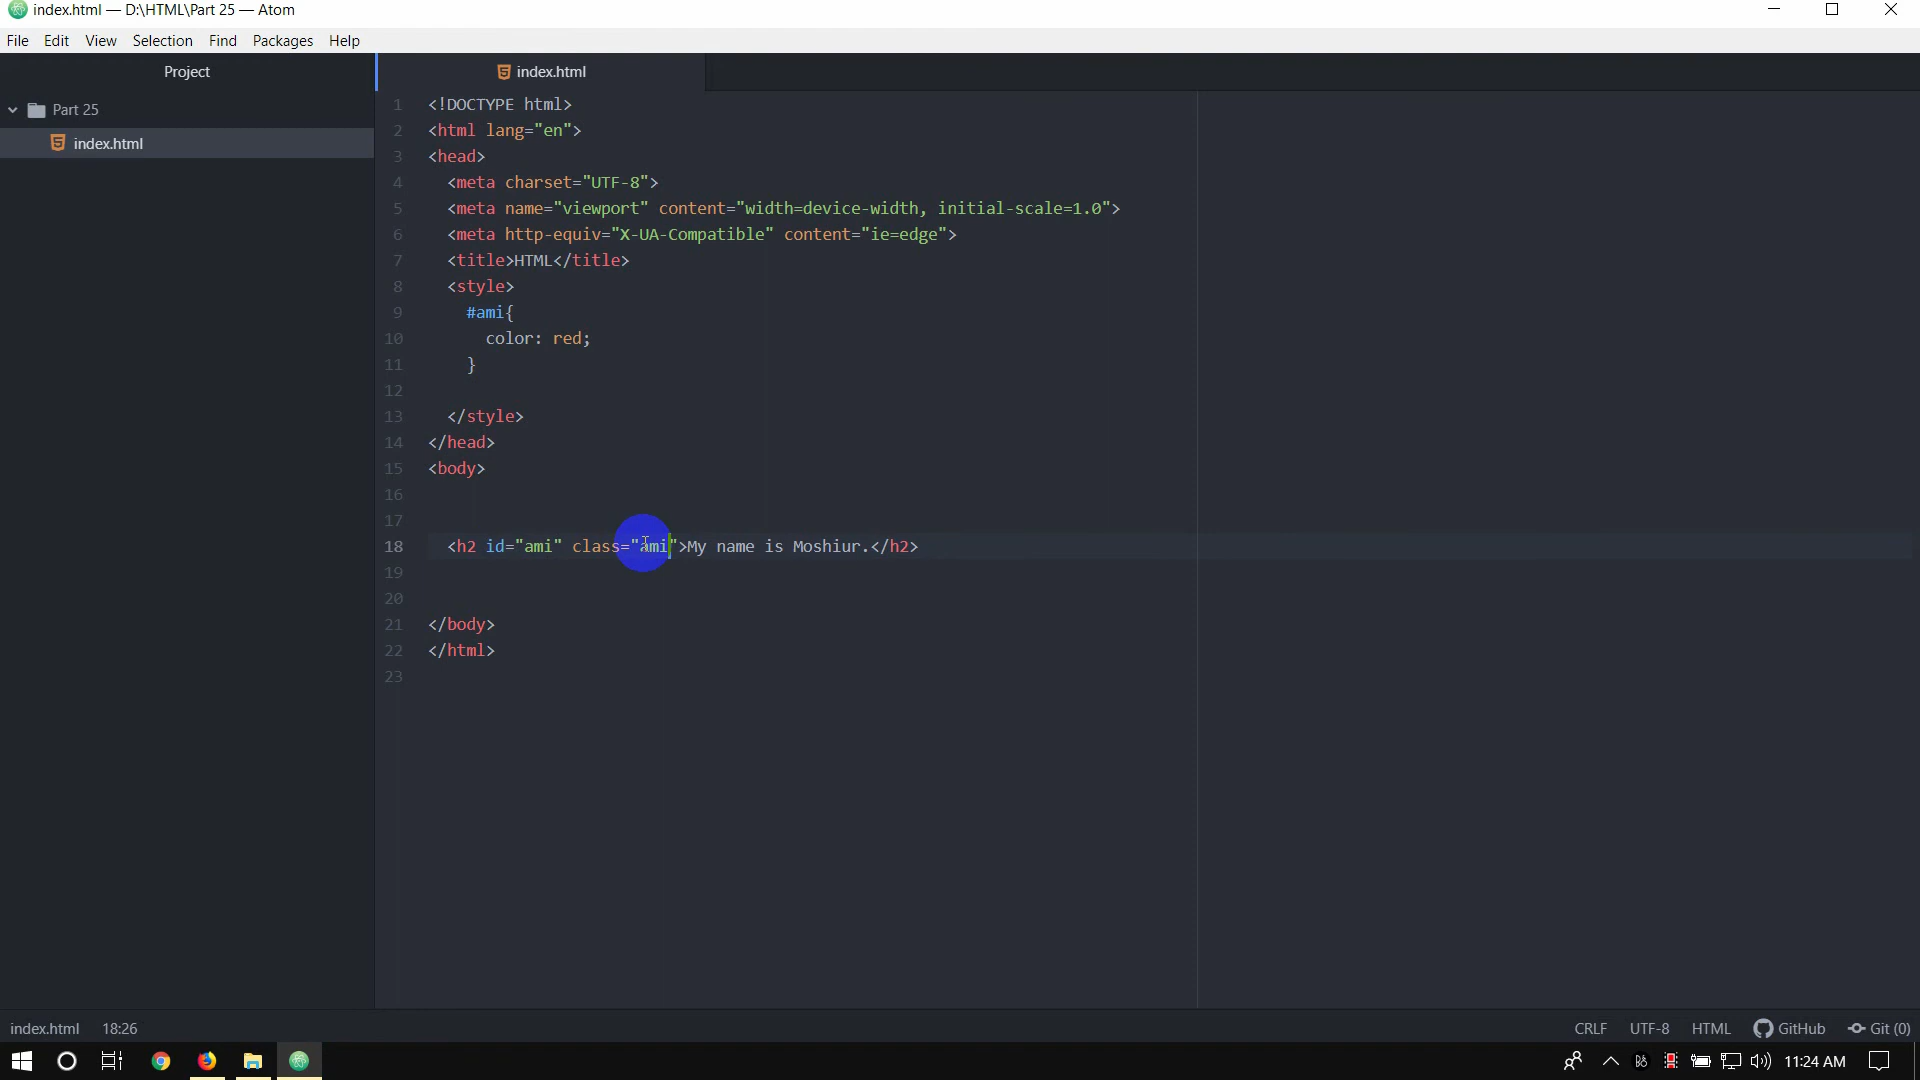 index.html — D:\HTML\Part 25 — Atom
File Edit View Selection Find Packages Help
Project
index.html
Part 25
index.html
1 <!DOCTYPE html>
2 <html lang="en">
3 <head>
4 <meta charset="UTF-8">
5 <meta name="viewport" content="width=device-width, initial-scale=1.0">
6 <meta http-equiv="X-UA-Compatible" content="ie=edge">
7 <title>HTML</title>
8 <style>
9 #ami{
10 color: red;
11 }
12
13 </style>
14 </head>
15 <body>
16
17
18 <h2 id="ami" class="ami">My name is Moshiur.</h2>
19
20
21 </body>
22 </html>
23
index.html 18:26 CRLF UTF-8 HTML GitHub Git (0)
11:24 AM